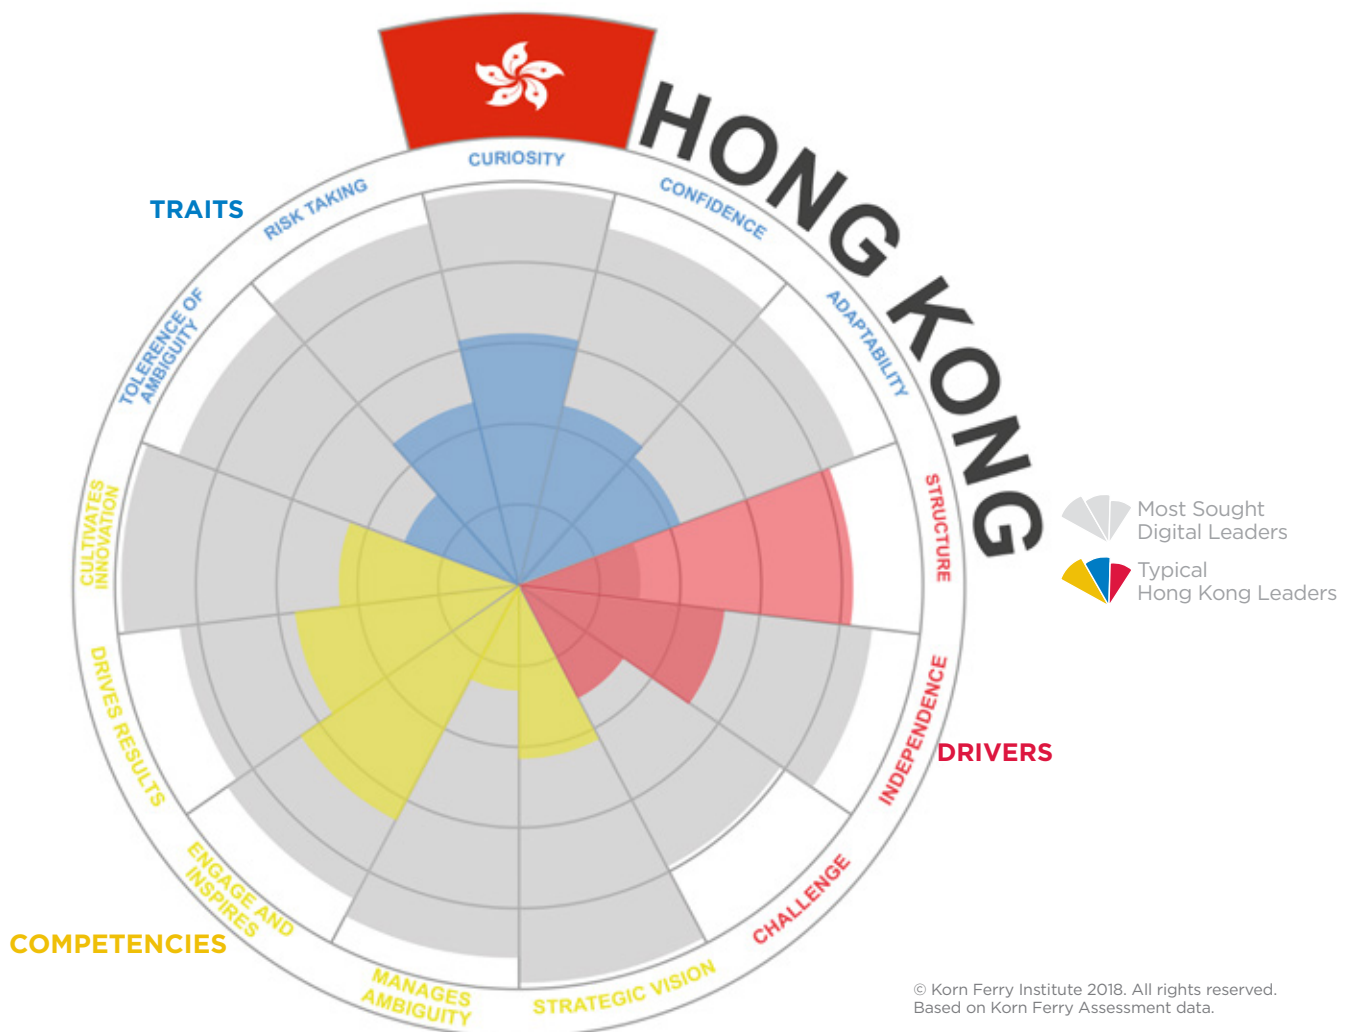 HONG KONG
TRAITS
CURIOSITY
CONFIDENCE
ADAPTABILITY
STRUCTURE
INDEPENDENCE
DRIVERS
CHALLENGE
STRATEGIC VISION
MANAGES
AMBIGUITY
ENGAGE AND
INSPIRES
COMPETENCIES
DRIVES RESULTS
CULTIVATES
INNOVATION
TOLERENCE OF
AMBIGUITY
RISK TAKING
Most Sought
Digital Leaders
Typical
Hong Kong Leaders
© Korn Ferry Institute 2018. All rights reserved.
Based on Korn Ferry Assessment data.